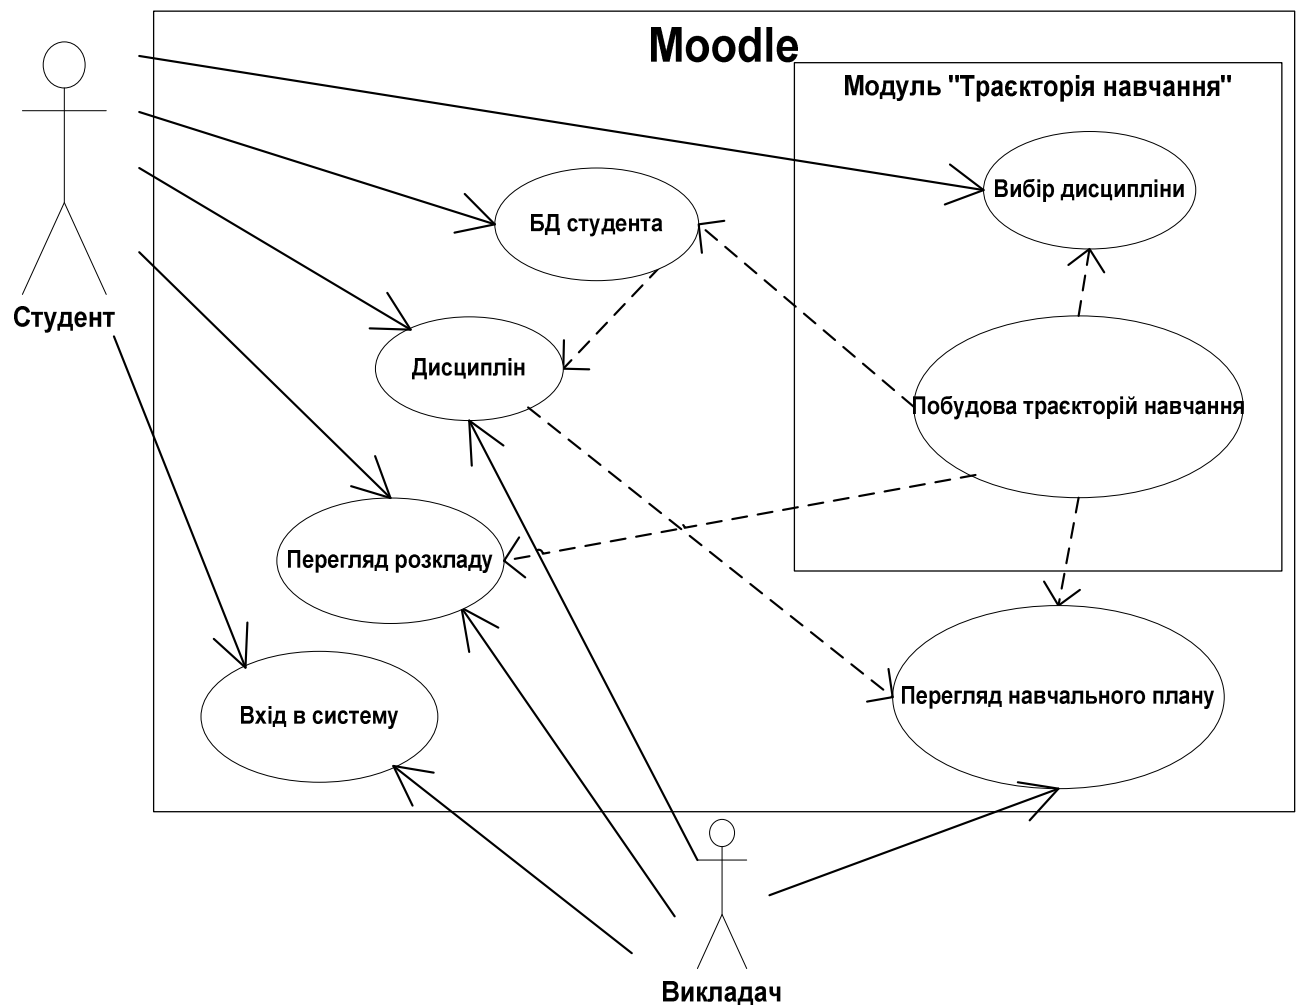 Moodle
Модуль "Траєкторія навчання"
Вибір дисципліни
БД студента
Студент
Дисциплін
Побудова траєкторій навчання
Перегляд розкладу
Перегляд навчального плану
Вхід в систему
Викладач